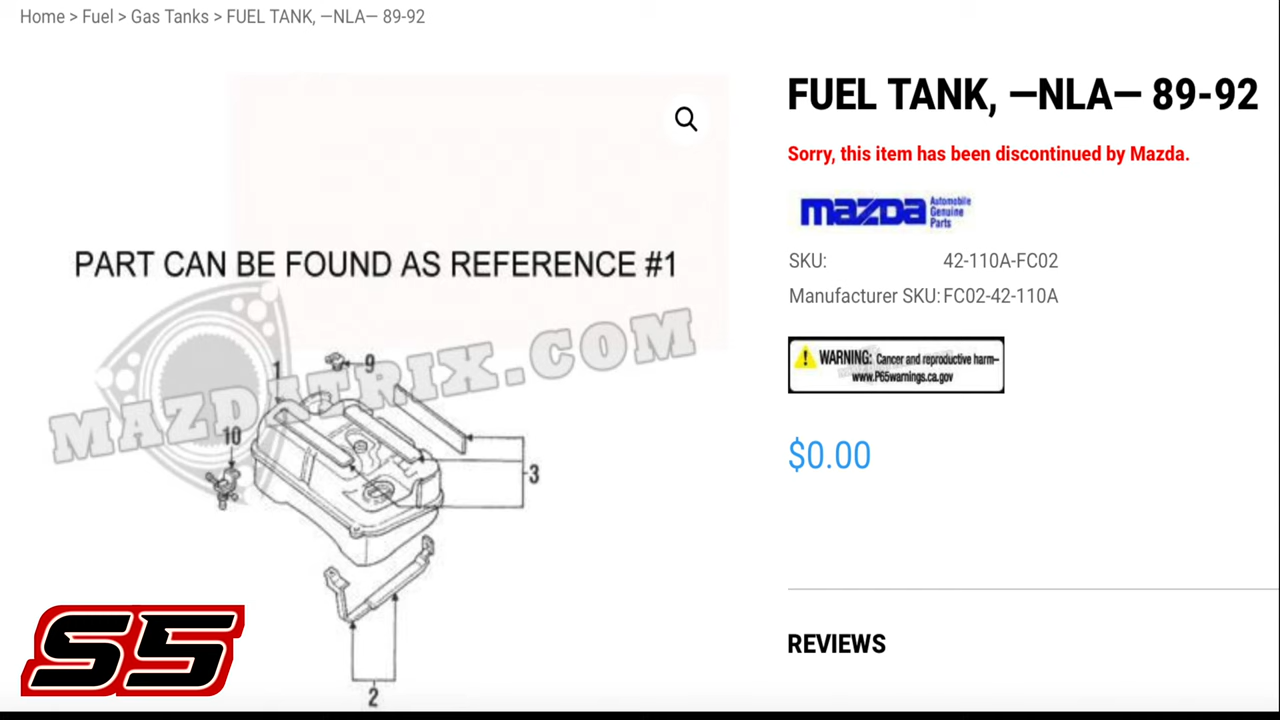 Home > Fuel > Gas Tanks > FUEL TANK, —NLA— 89-92
FUEL TANK, —NLA— 89-92
Sorry, this item has been discontinued by Mazda.
mazda Automobile Genuine Parts
SKU: 42-110A-FC02
Manufacturer SKU: FC02-42-110A
WARNING: Cancer and reproductive harm—
www.P65warnings.ca.gov
$0.00
REVIEWS
PART CAN BE FOUND AS REFERENCE #1
MAZDATRIX.COM
1
9
10
3
2
S5